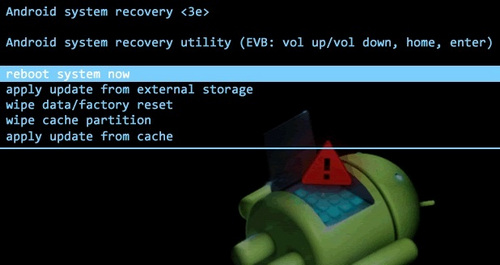 Android system recovery <3e>
Android system recovery utility (EVB: vol up/vol down, home, enter)
reboot system now
apply update from external storage
wipe data/factory reset
wipe cache partition
apply update from cache
!